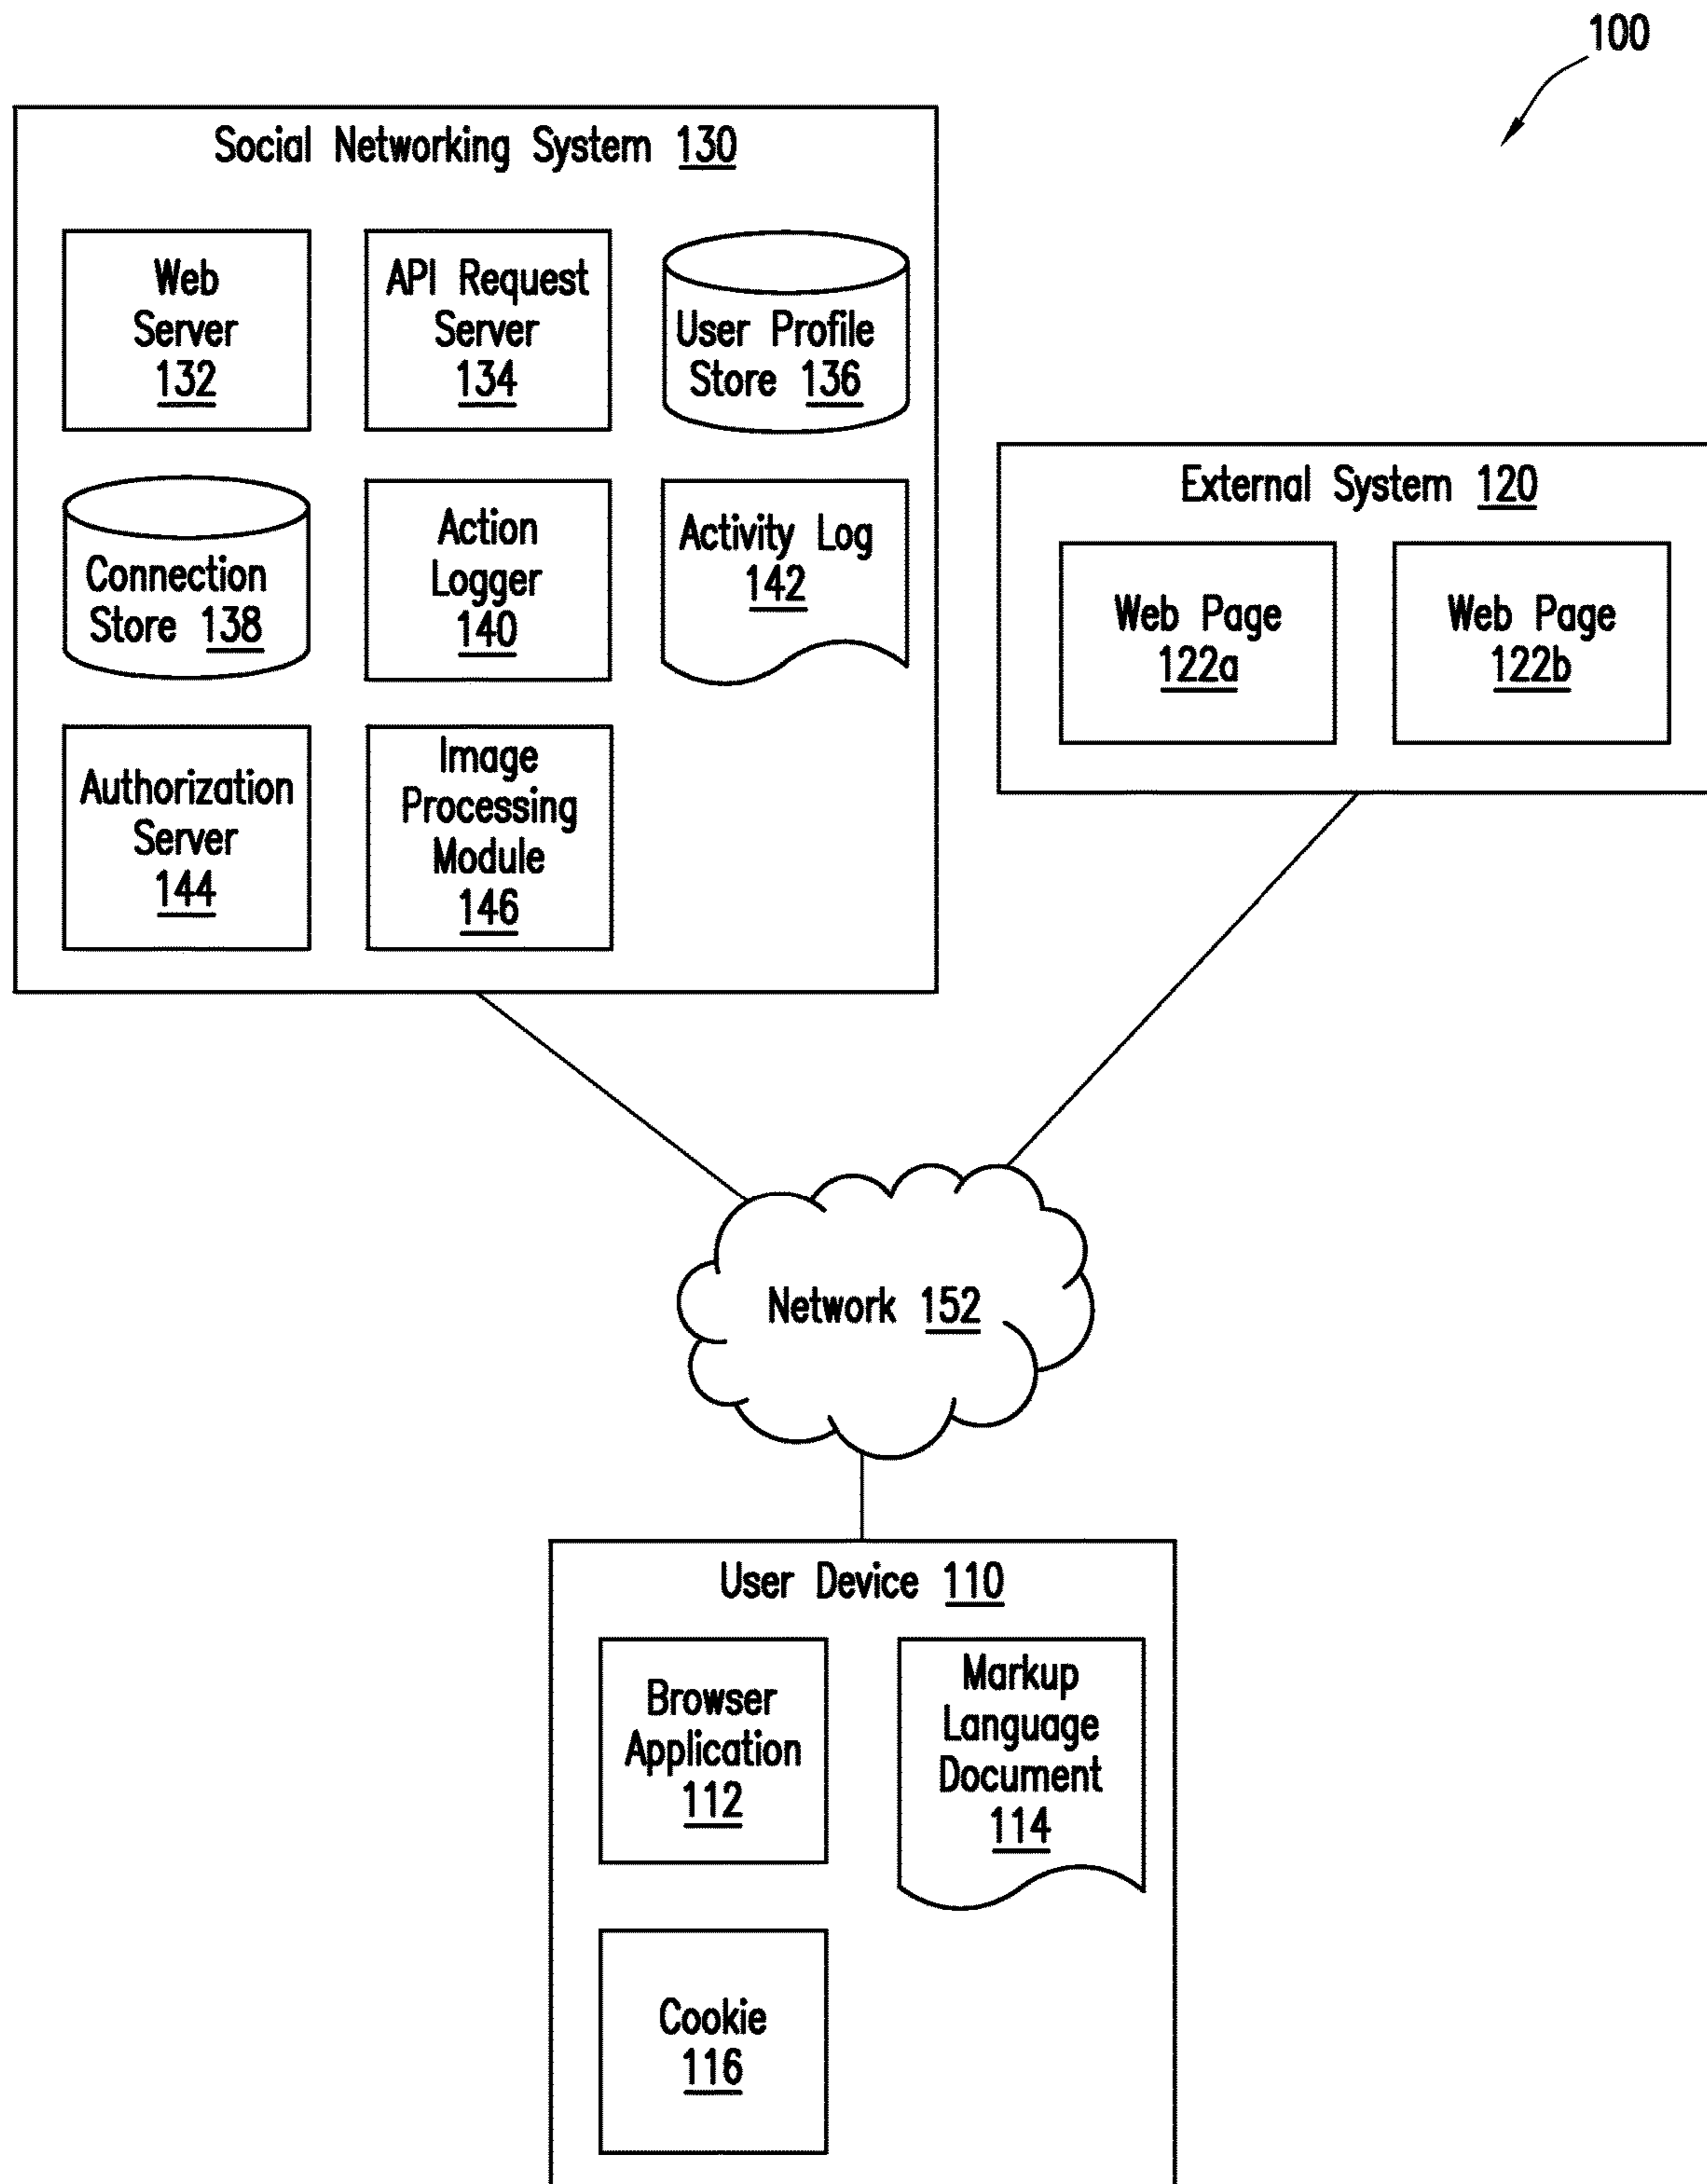 100
Social Networking System 130
Web
Server
132
API Request
Server
134
User Profile
Store 136
Connection
Store 138
Action
Logger
140
Activity Log
142
Authorization
Server
144
Image
Processing
Module
146
External System 120
Web Page
122a
Web Page
122b
Network 152
User Device 110
Browser
Application
112
Markup
Language
Document
114
Cookie
116